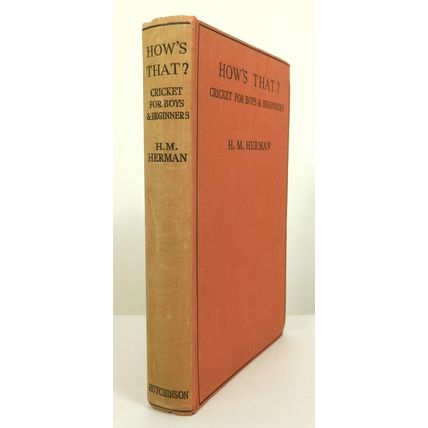 HOW'S
THAT?
CRICKET
FOR BOYS
& BEGINNERS
H. M.
HERMAN
HUTCHINSON
HOW'S THAT?
CRICKET FOR BOYS & BEGINNERS
H. M. HERMAN